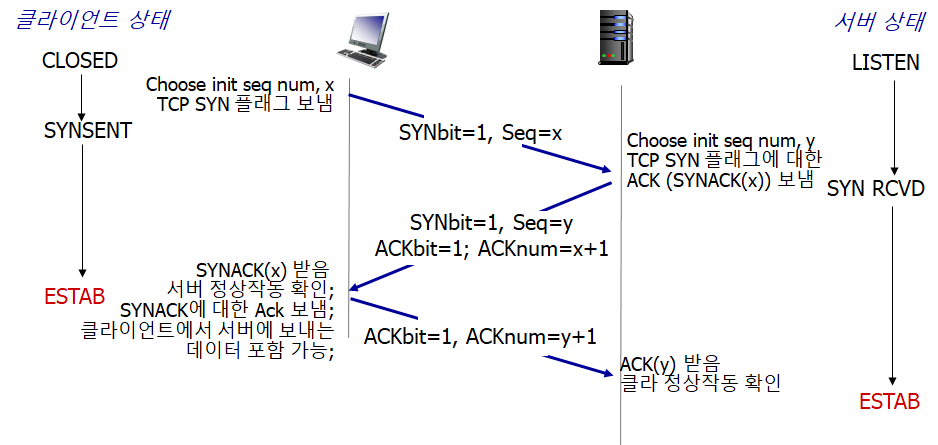 클라이언트 상태
서버 상태
CLOSED
LISTEN
Choose init seq num, x
TCP SYN 플래그 보냄
SYNSENT
SYNbit=1, Seq=x
Choose init seq num, y
TCP SYN 플래그에 대한
ACK (SYNACK(x)) 보냄
SYN RCVD
SYNbit=1, Seq=y
ACKbit=1; ACKnum=x+1
SYNACK(x) 받음
서버 정상작동 확인;
SYNACK에 대한 Ack 보냄;
클라이언트에서 서버에 보내는
데이터 포함 가능;
ESTAB
ACKbit=1, ACKnum=y+1
ACK(y) 받음
클라 정상작동 확인
ESTAB